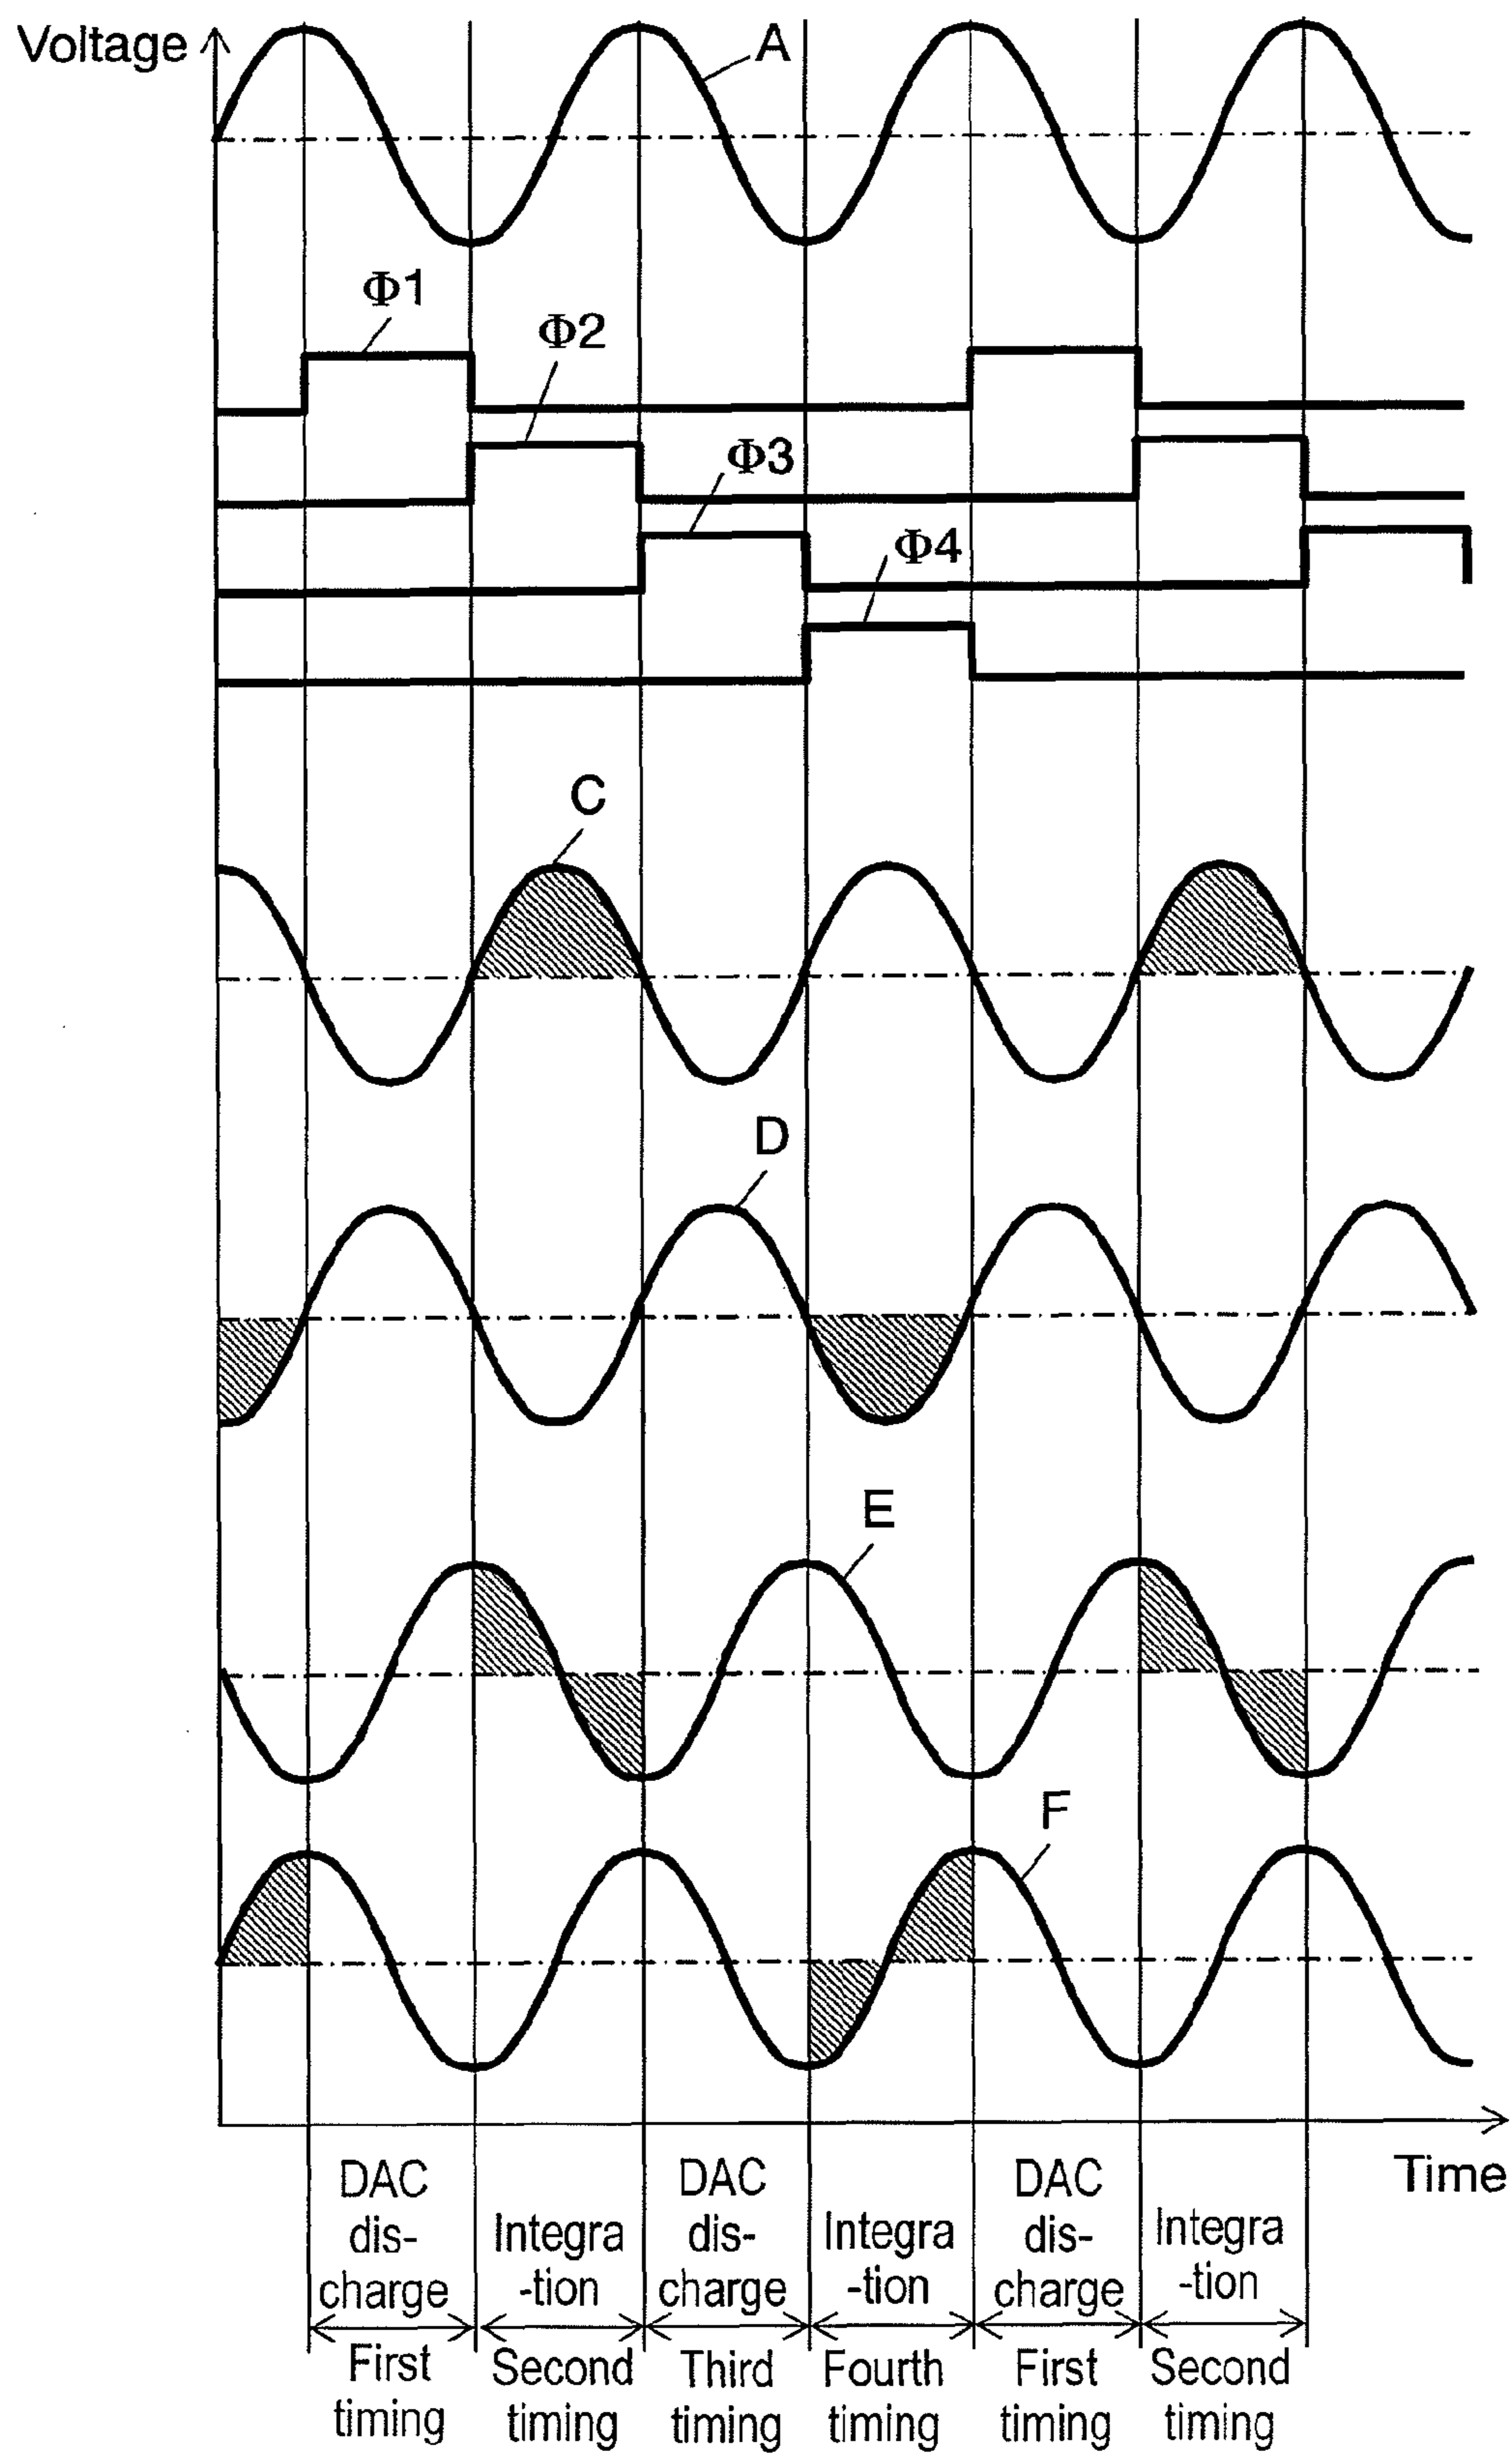 Voltage
A
Φ1
Φ2
Φ3
Φ4
C
D
E
F
Time
DAC
dis-
charge
Integra
-tion
DAC
dis-
charge
Integra
-tion
DAC
dis-
charge
Integra
-tion
First
timing
Second
timing
Third
timing
Fourth
timing
First
timing
Second
timing